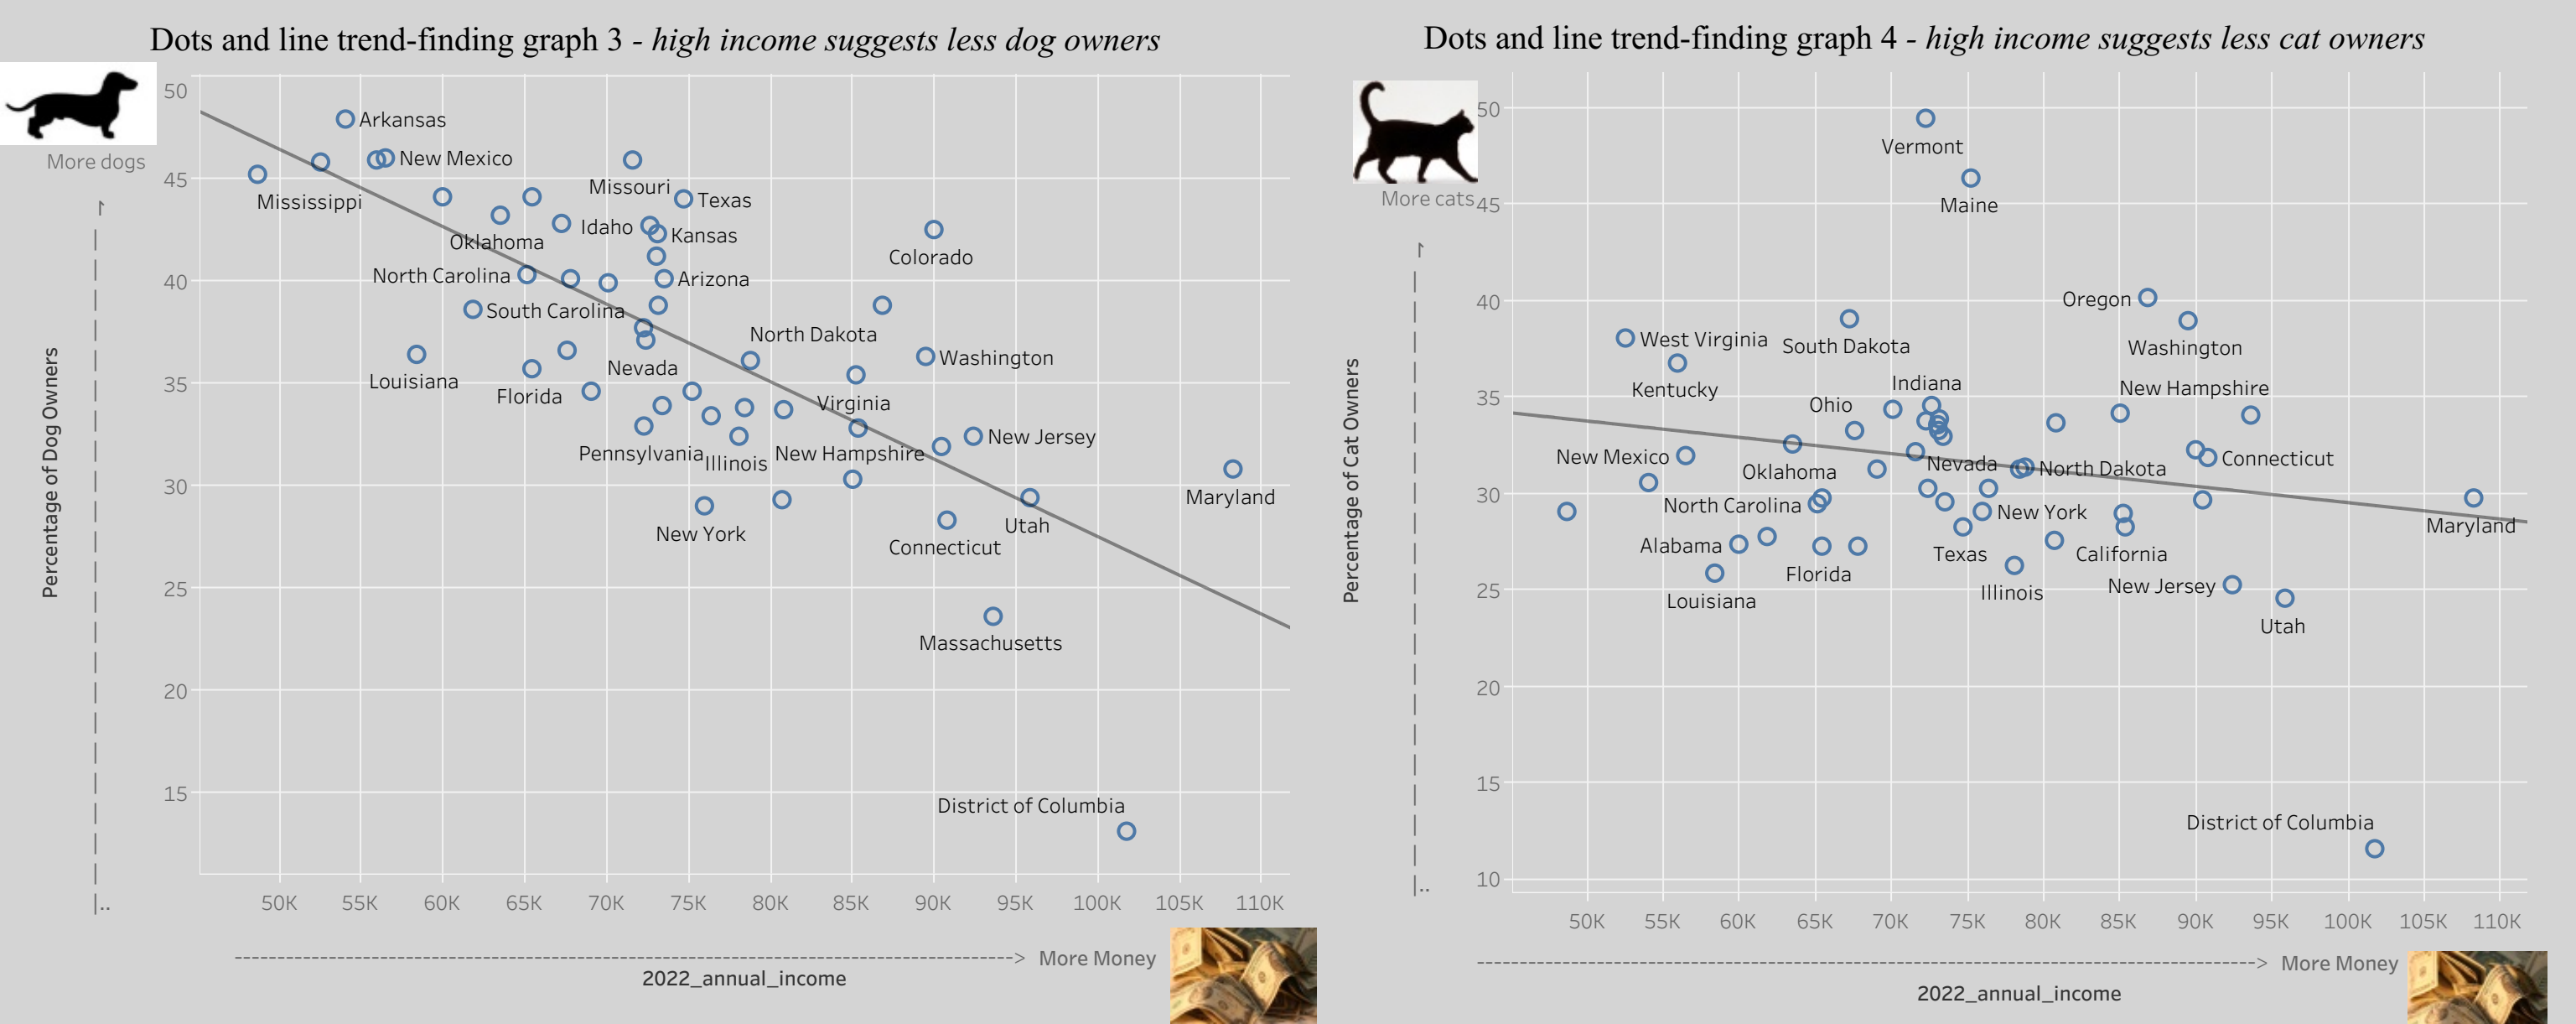 Dots and line trend-finding graph 3 - high income suggests less dog owners
More dogs
Percentage of Dog Owners
50
45
40
35
30
25
20
15
Arkansas
New Mexico
Mississippi
Missouri
Texas
Oklahoma
Idaho
Kansas
Colorado
North Carolina
Arizona
South Carolina
North Dakota
Louisiana
Nevada
Washington
Florida
Virginia
Pennsylvania
Illinois
New Hampshire
New Jersey
New York
Maryland
Utah
Connecticut
Massachusetts
District of Columbia
50K 55K 60K 65K 70K 75K 80K 85K 90K 95K 100K 105K 110K
More Money
2022_annual_income
Dots and line trend-finding graph 4 - high income suggests less cat owners
More cats
Percentage of Cat Owners
50
45
40
35
30
25
20
15
10
Vermont
Maine
Oregon
West Virginia
South Dakota
Washington
Kentucky
Indiana
New Hampshire
Ohio
New Mexico
Oklahoma
Nevada
North Dakota
Connecticut
North Carolina
New York
Maryland
Alabama
Texas
California
Florida
Illinois
New Jersey
Louisiana
Utah
District of Columbia
50K 55K 60K 65K 70K 75K 80K 85K 90K 95K 100K 105K 110K
More Money
2022_annual_income